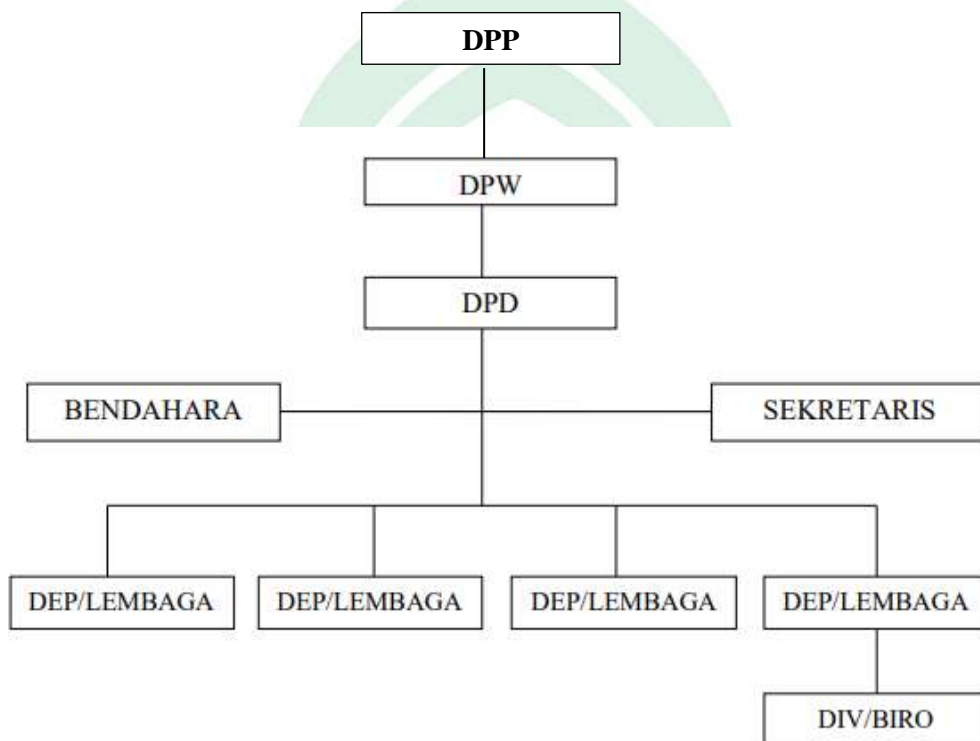 DPP
DPW
DPD
BENDAHARA
SEKRETARIS
DEP/LEMBAGA
DEP/LEMBAGA
DEP/LEMBAGA
DEP/LEMBAGA
DIV/BIRO